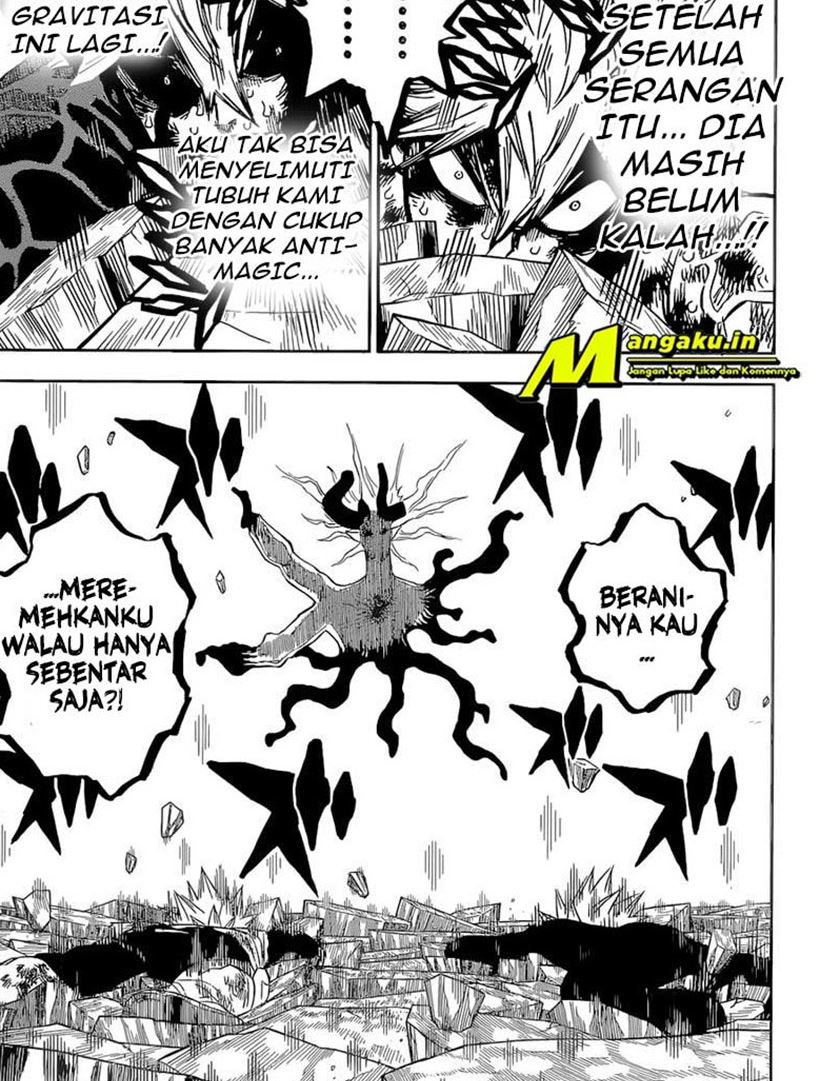 SETELAH
SEMUA
SERANGAN
ITU... DIA
MASIH
BELUM
KALAH...!!
GRAVITASI
INI LAGI...!
AKU TAK BISA
MENYELIMUTI
TUBUH KAMI
DENGAN CUKUP
BANYAK ANTI-
MAGIC...
Mangaku.in
Jangan Lupa Like dan Komennya
BERANI-
NYA KAU
...
...MERE-
MEHKANKU
WALAU HANYA
SEBENTAR
SAJA?!